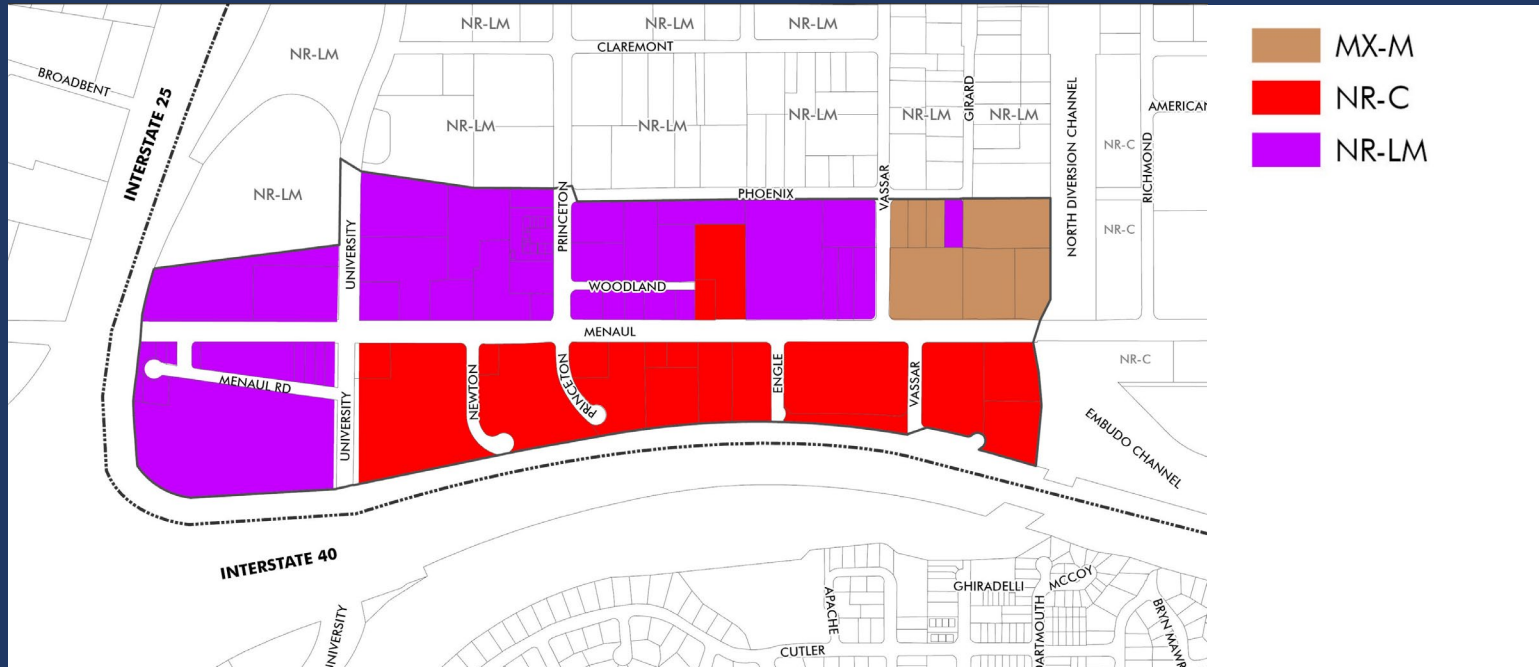 NR-LM
NR-LM
NR-LM
NR-LM
CLAREMONT
BROADBENT
INTERSTATE 25
NR-LM
NR-LM
NR-LM
NR-LM
NR-LM
GIRARD
NORTH DIVISION CHANNEL
AMERICAN
NR-C
RICHMOND
NR-LM
PHOENIX
VASSAR
NR-C
UNIVERSITY
PRINCETON
WOODLAND
MENAUL
MENAUL RD
UNIVERSITY
NEWTON
PRINCETON
ENGLE
VASSAR
NR-C
EMBUDO CHANNEL
INTERSTATE 40
UNIVERSITY
APACHE
GHIRADELLI
MCCOY
DARTMOUTH
BRYN MAWR
CUTLER
MX-M
NR-C
NR-LM